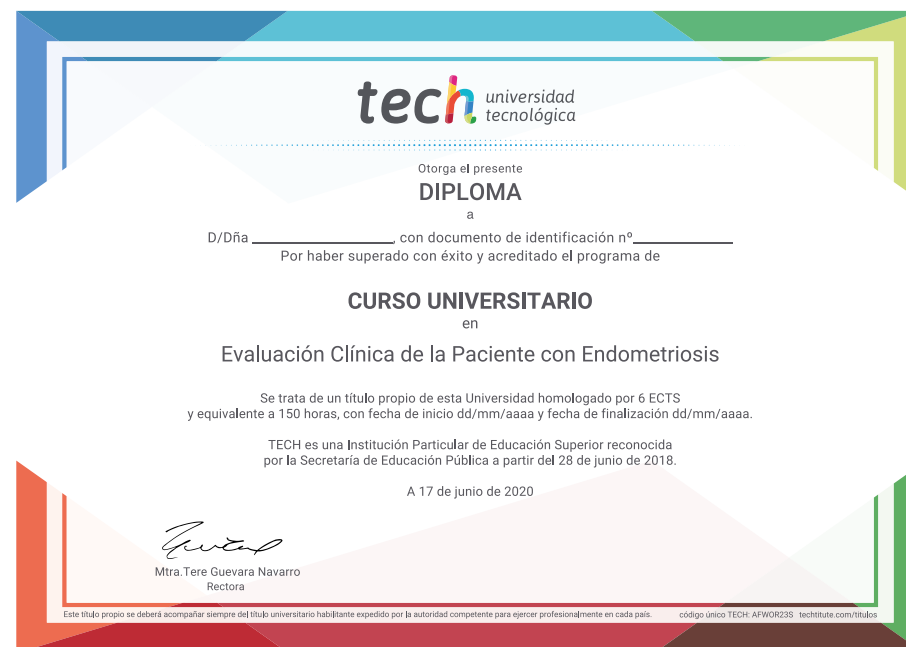 tech universidad
tecnológica
Otorga el presente
DIPLOMA
a
D/Dña ____________________, con documento de identificación nº______________
Por haber superado con éxito y acreditado el programa de
CURSO UNIVERSITARIO
en
Evaluación Clínica de la Paciente con Endometriosis
Se trata de un título propio de esta Universidad homologado por 6 ECTS
y equivalente a 150 horas, con fecha de inicio dd/mm/aaaa y fecha de finalización dd/mm/aaaa.
TECH es una Institución Particular de Educación Superior reconocida
por la Secretaría de Educación Pública a partir del 28 de junio de 2018.
A 17 de junio de 2020
Mtra.Tere Guevara Navarro
Rectora
Este título propio se deberá acompañar siempre del título universitario habilitante expedido por la autoridad competente para ejercer profesionalmente en cada país. código único TECH: AFWOR23S techtitute.com/titulos